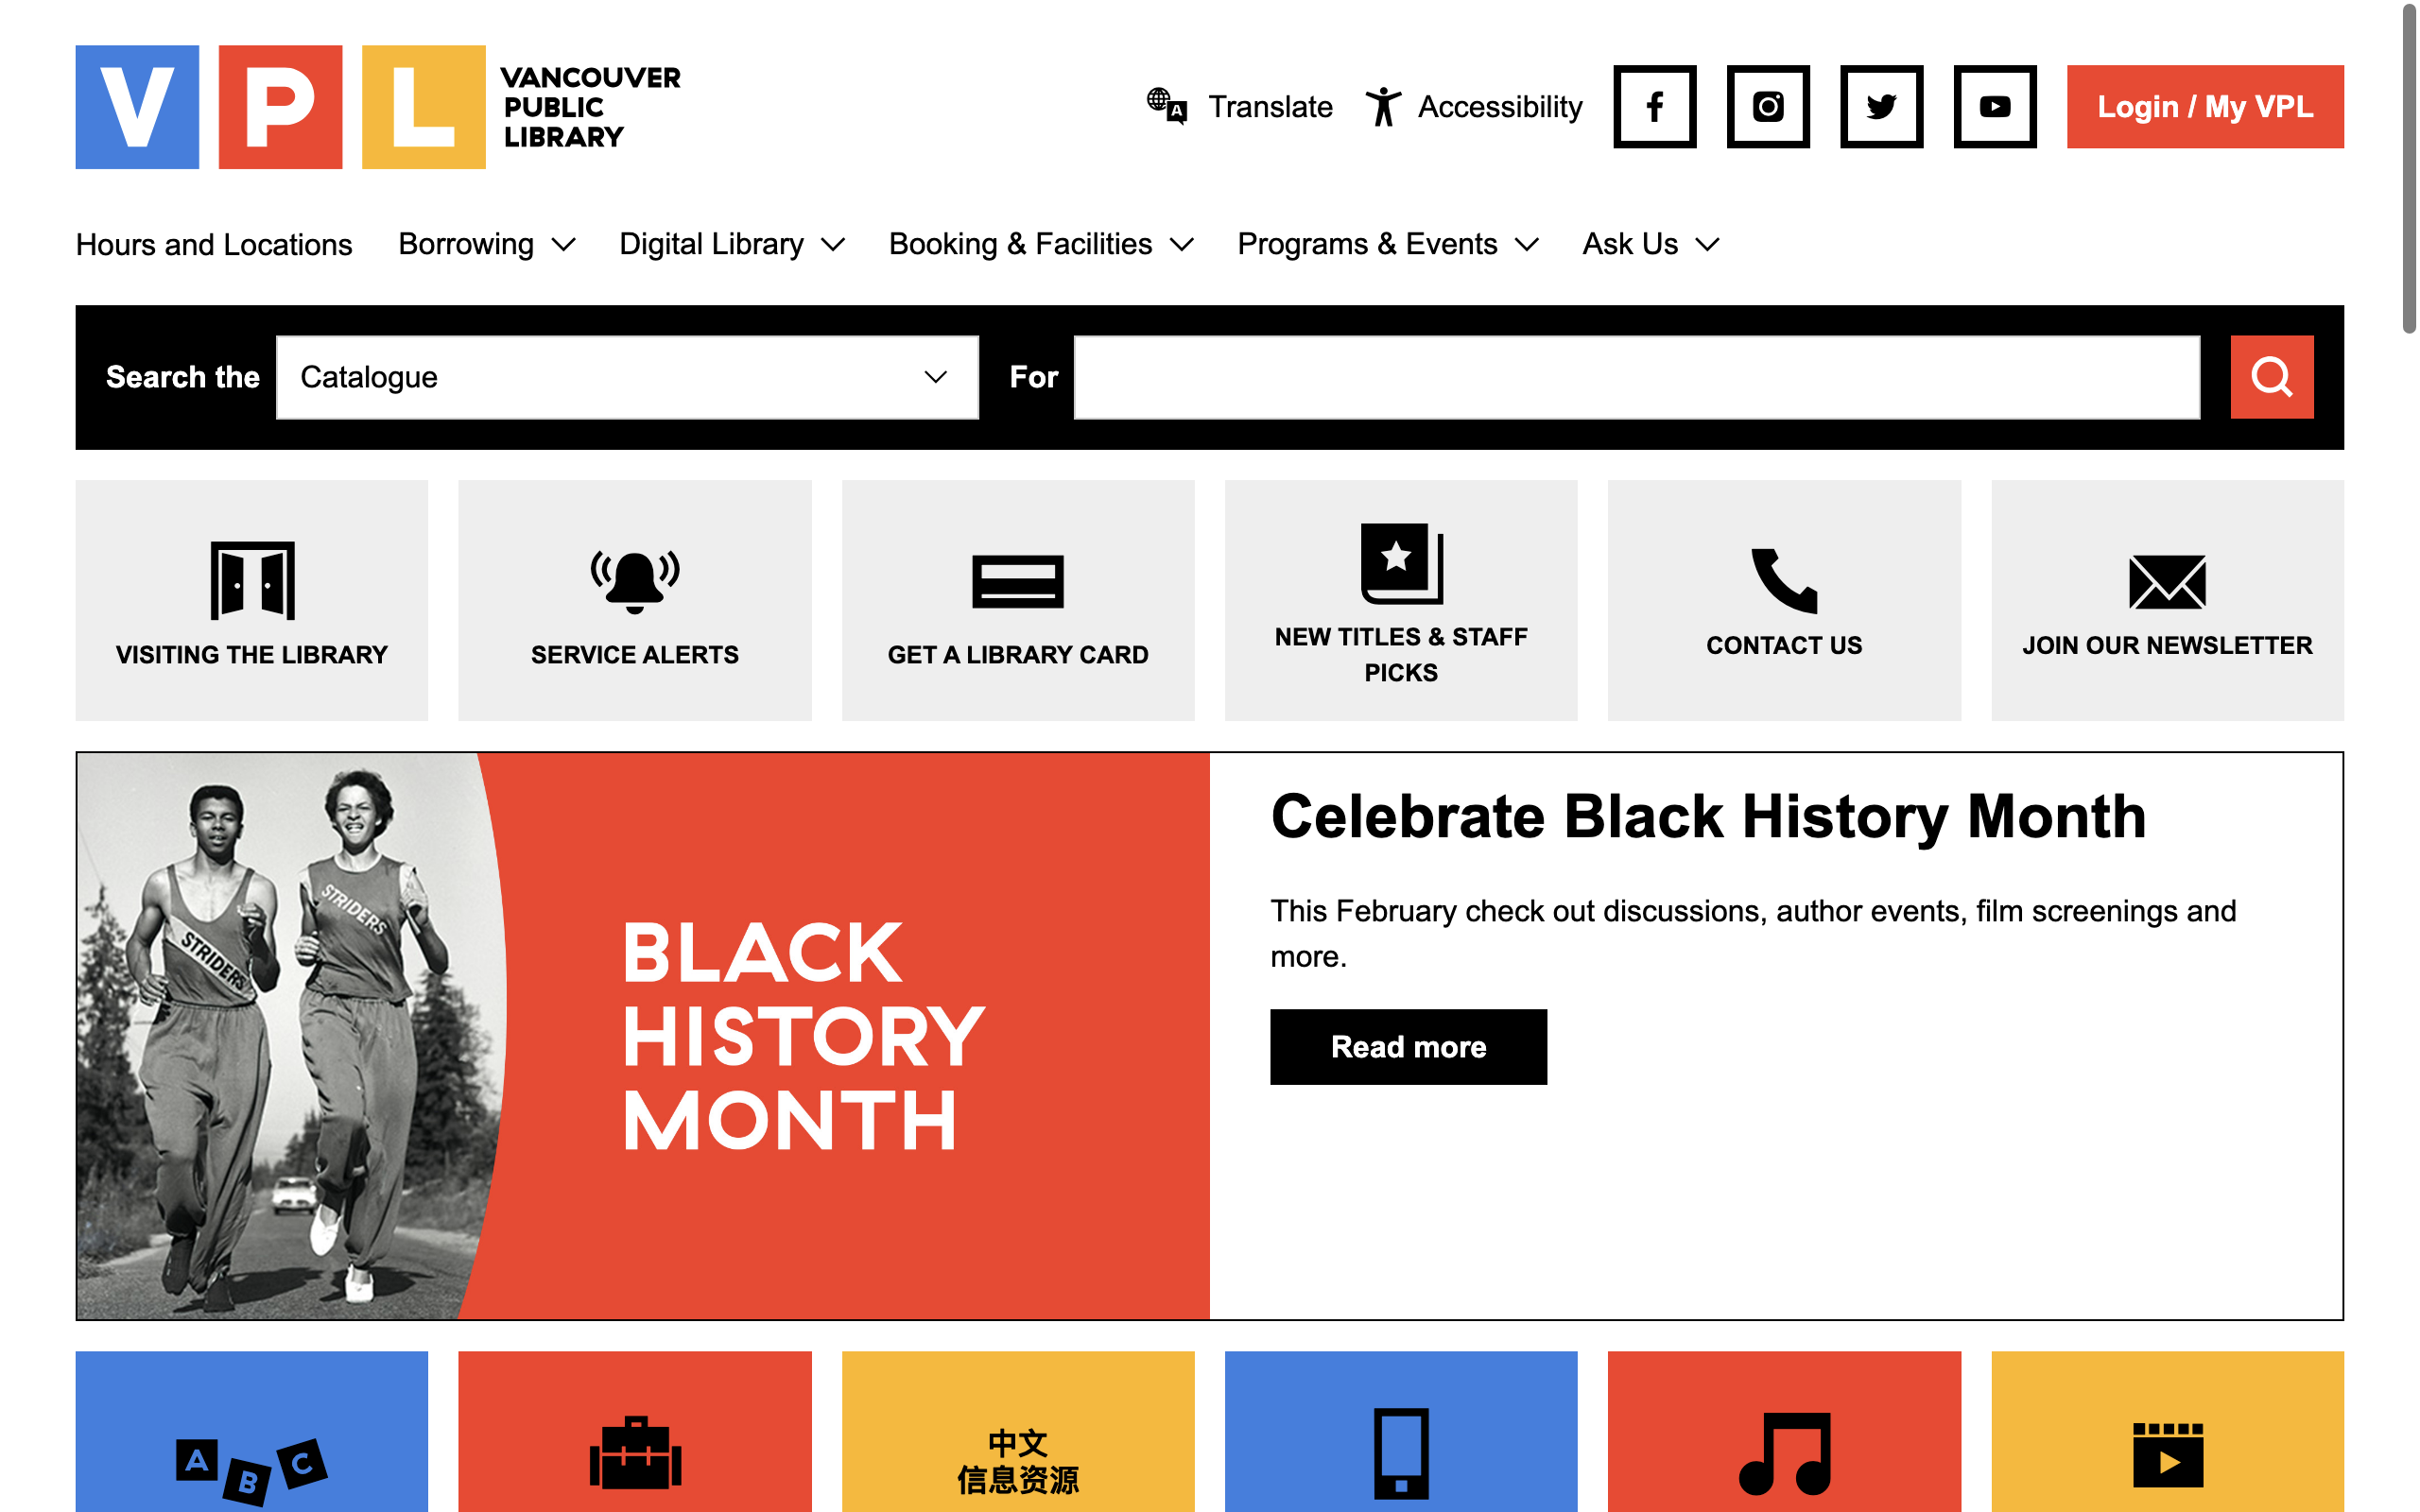 V P L
VANCOUVER
PUBLIC
LIBRARY
A
Translate
Accessibility
f
Login / My VPL
Hours and Locations
Borrowing
Digital Library
Booking & Facilities
Programs & Events
Ask Us
Search the
Catalogue
For
VISITING THE LIBRARY
SERVICE ALERTS
GET A LIBRARY CARD
NEW TITLES & STAFF
PICKS
CONTACT US
JOIN OUR NEWSLETTER
STRIDERS
STRIDERS
BLACK
HISTORY
MONTH
Celebrate Black History Month
This February check out discussions, author events, film screenings and
more.
Read more
A B C
中文
信息资源